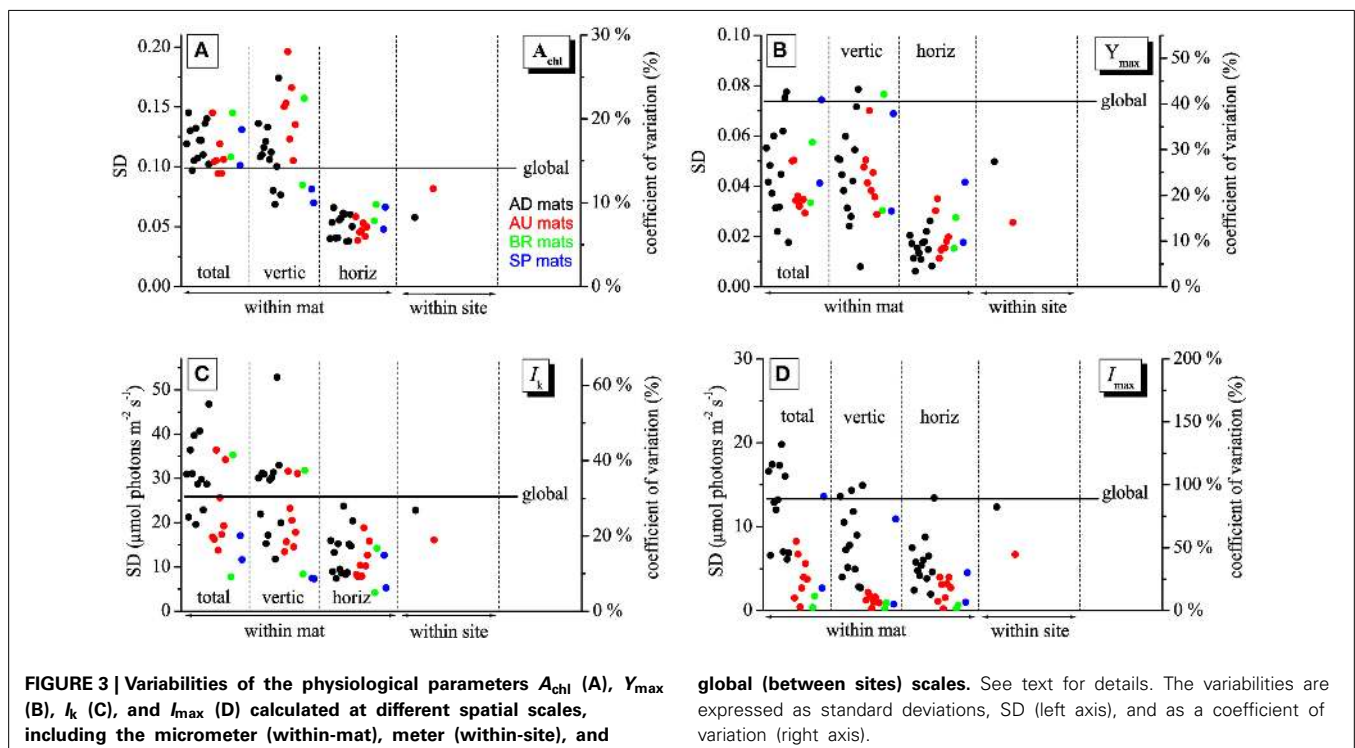 A
A_chl
0.20
0.15
0.10
0.05
0.00
SD
30 %
20 %
10 %
0 %
coefficient of variation (%)
global
AD mats
AU mats
BR mats
SP mats
total
vertic
horiz
within mat
within site
B
Y_max
0.10
0.08
0.06
0.04
0.02
0.00
SD
50 %
40 %
30 %
20 %
10 %
0 %
coefficient of variation (%)
vertic
horiz
global
total
within mat
within site
C
I_k
50
40
30
20
10
0
SD (μmol photons m⁻² s⁻¹)
60 %
40 %
20 %
0 %
coefficient of variation (%)
global
total
vertic
horiz
within mat
within site
D
I_max
30
20
10
0
SD (μmol photons m⁻² s⁻¹)
200 %
150 %
100 %
50 %
0 %
coefficient of variation (%)
total
vertic
horiz
global
within mat
within site
FIGURE 3 | Variabilities of the physiological parameters A_chl (A), Y_max
(B), I_k (C), and I_max (D) calculated at different spatial scales,
including the micrometer (within-mat), meter (within-site), and
global (between sites) scales. See text for details. The variabilities are
expressed as standard deviations, SD (left axis), and as a coefficient of
variation (right axis).